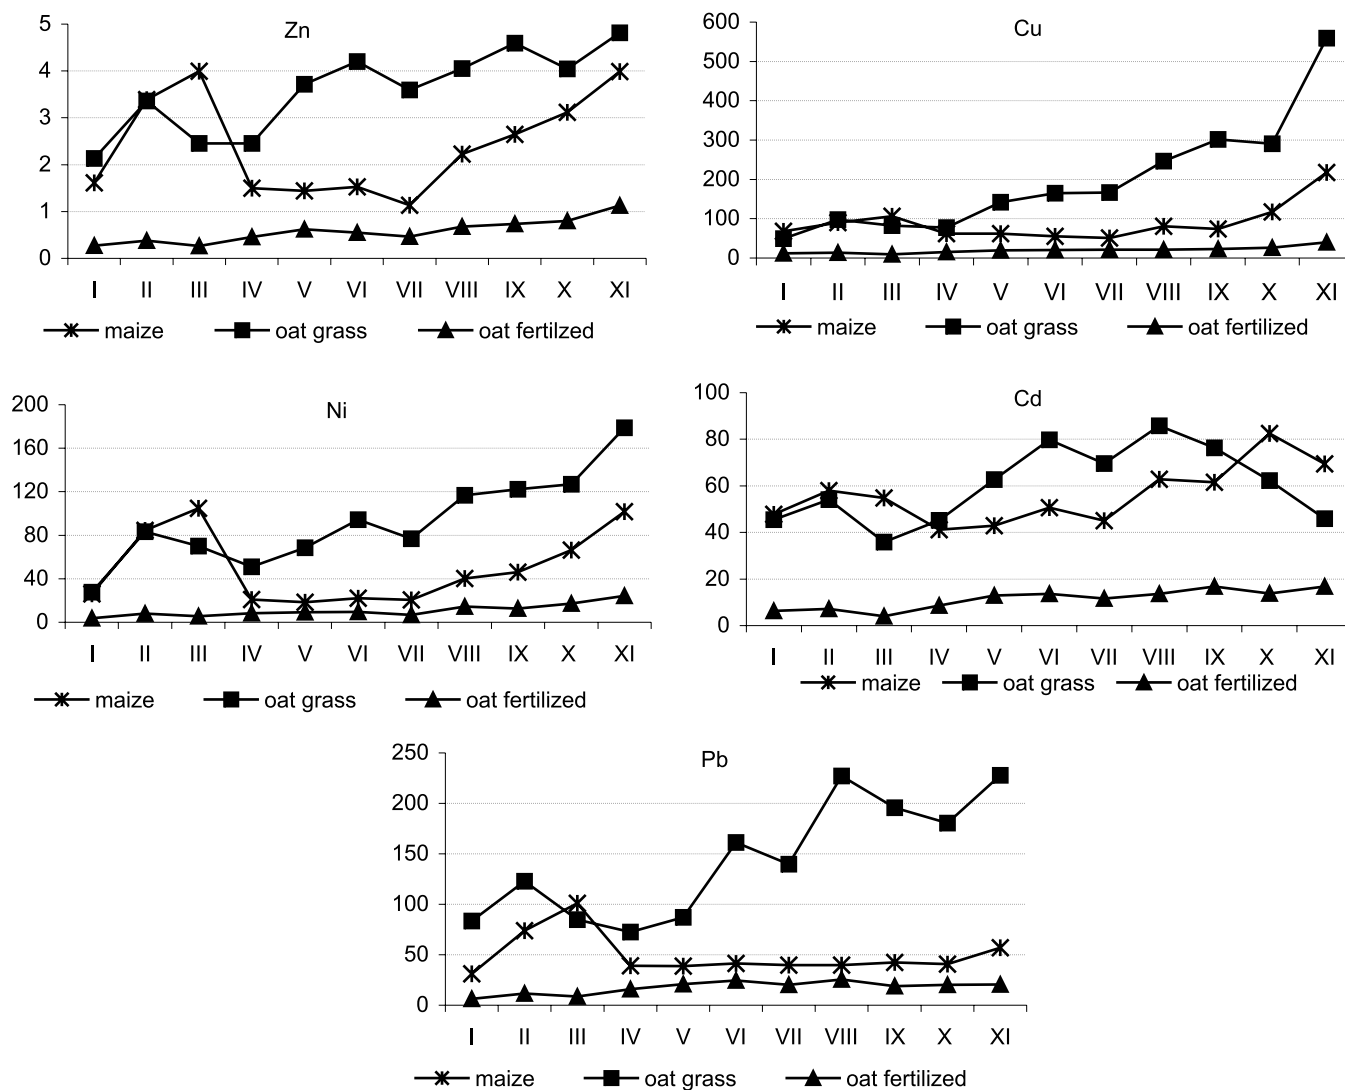 Zn
5
4
3
2
1
0
I II III IV V VI VII VIII IX X XI
maize oat grass oat fertilzed
Cu
600
500
400
300
200
100
0
I II III IV V VI VII VIII IX X XI
maize oat grass oat fertilzed
Ni
200
160
120
80
40
0
I II III IV V VI VII VIII IX X XI
maize oat grass oat fertilized
Cd
100
80
60
40
20
0
I II III IV V VI VII VIII IX X XI
maize oat grass oat fertilized
Pb
250
200
150
100
50
0
I II III IV V VI VII VIII IX X XI
maize oat grass oat fertilized